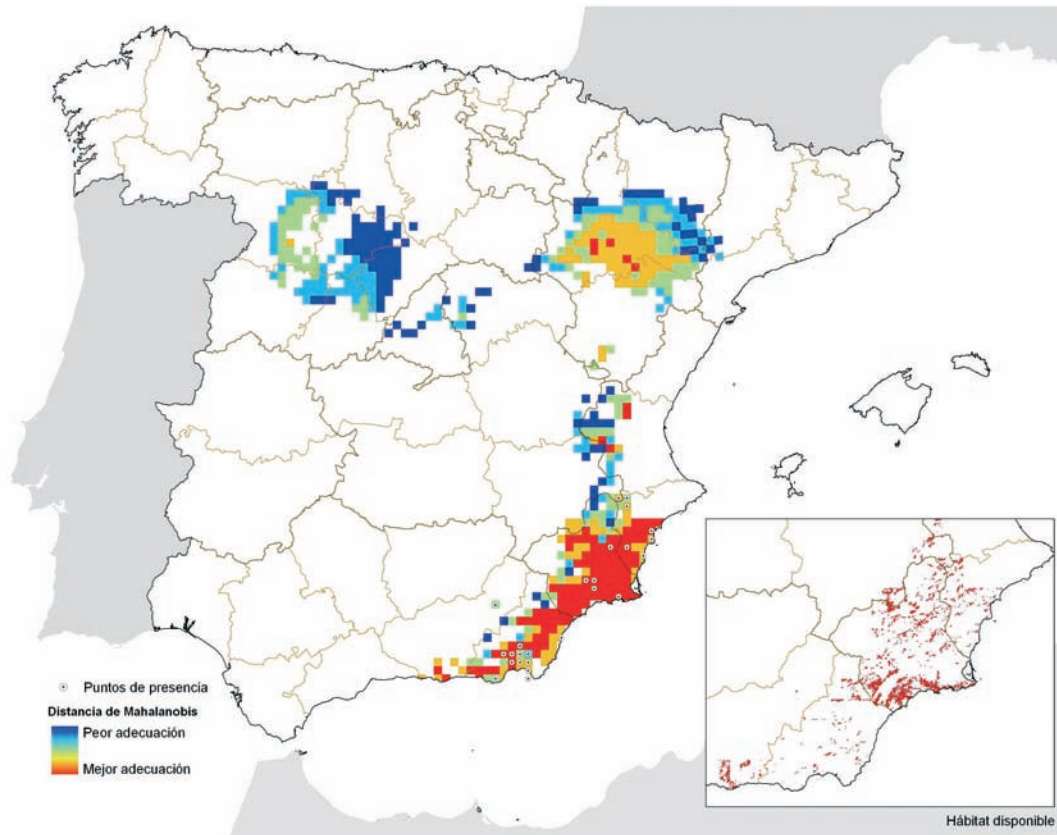 Puntos de presencia
Distancia de Mahalanobis
Peor adecuación
Mejor adecuación
Hábitat disponible